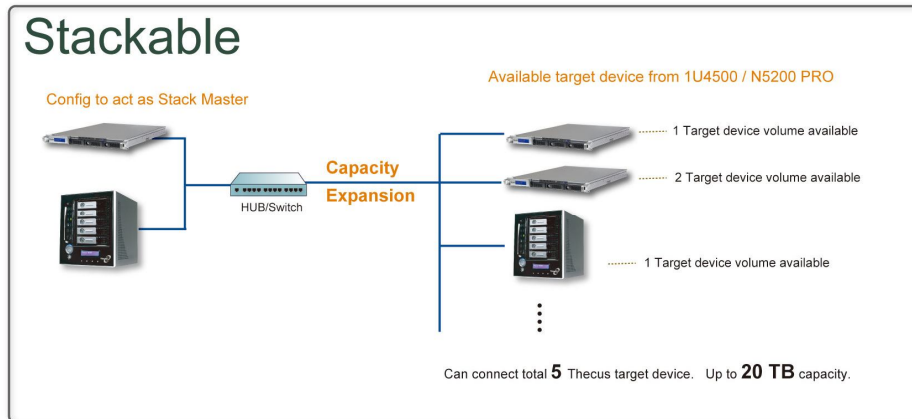 Stackable
Available target device from 1U4500 / N5200 PRO
Config to act as Stack Master
1 Target device volume available
Capacity
2 Target device volume available
Expansion
HUB/Switch
1 Target device volume available
Can connect total 5 Thecus target device. Up to 20 TB capacity.